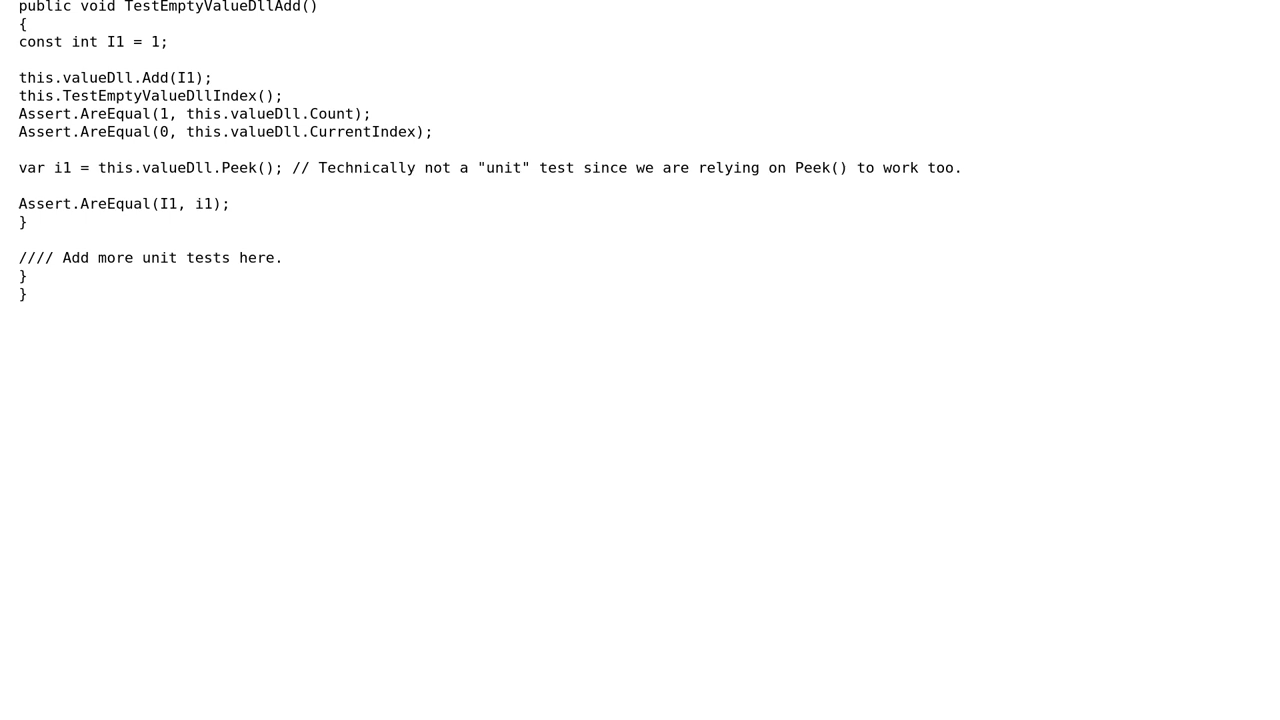 public void TestEmptyValueDllAdd()
{
const int I1 = 1;
this.valueDll.Add(I1);
this.TestEmptyValueDllIndex();
Assert.AreEqual(1, this.valueDll.Count);
Assert.AreEqual(0, this.valueDll.CurrentIndex);
var i1 = this.valueDll.Peek(); // Technically not a "unit" test since we are relying on Peek() to work too.
Assert.AreEqual(I1, i1);
}
//// Add more unit tests here.
}
}